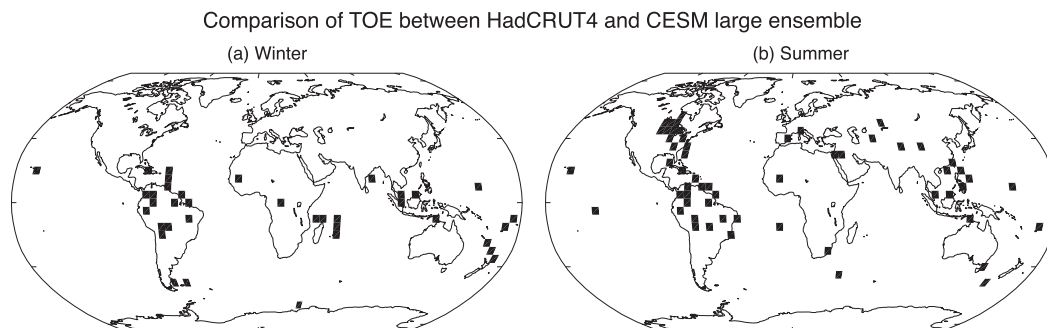 Comparison of TOE between HadCRUT4 and CESM large ensemble
(a) Winter
(b) Summer